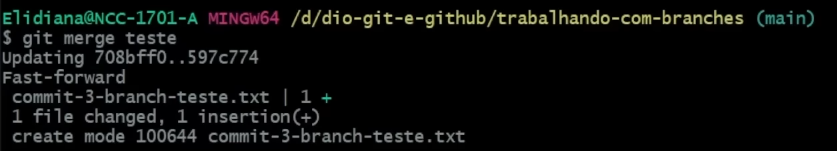 Elidiana@NCC-1701-A MINGW64 /d/dio-git-e-github/trabalhando-com-branches (main)
$ git merge teste
Updating 708bff0..597c774
Fast-forward
 commit-3-branch-teste.txt | 1 +
 1 file changed, 1 insertion(+)
 create mode 100644 commit-3-branch-teste.txt